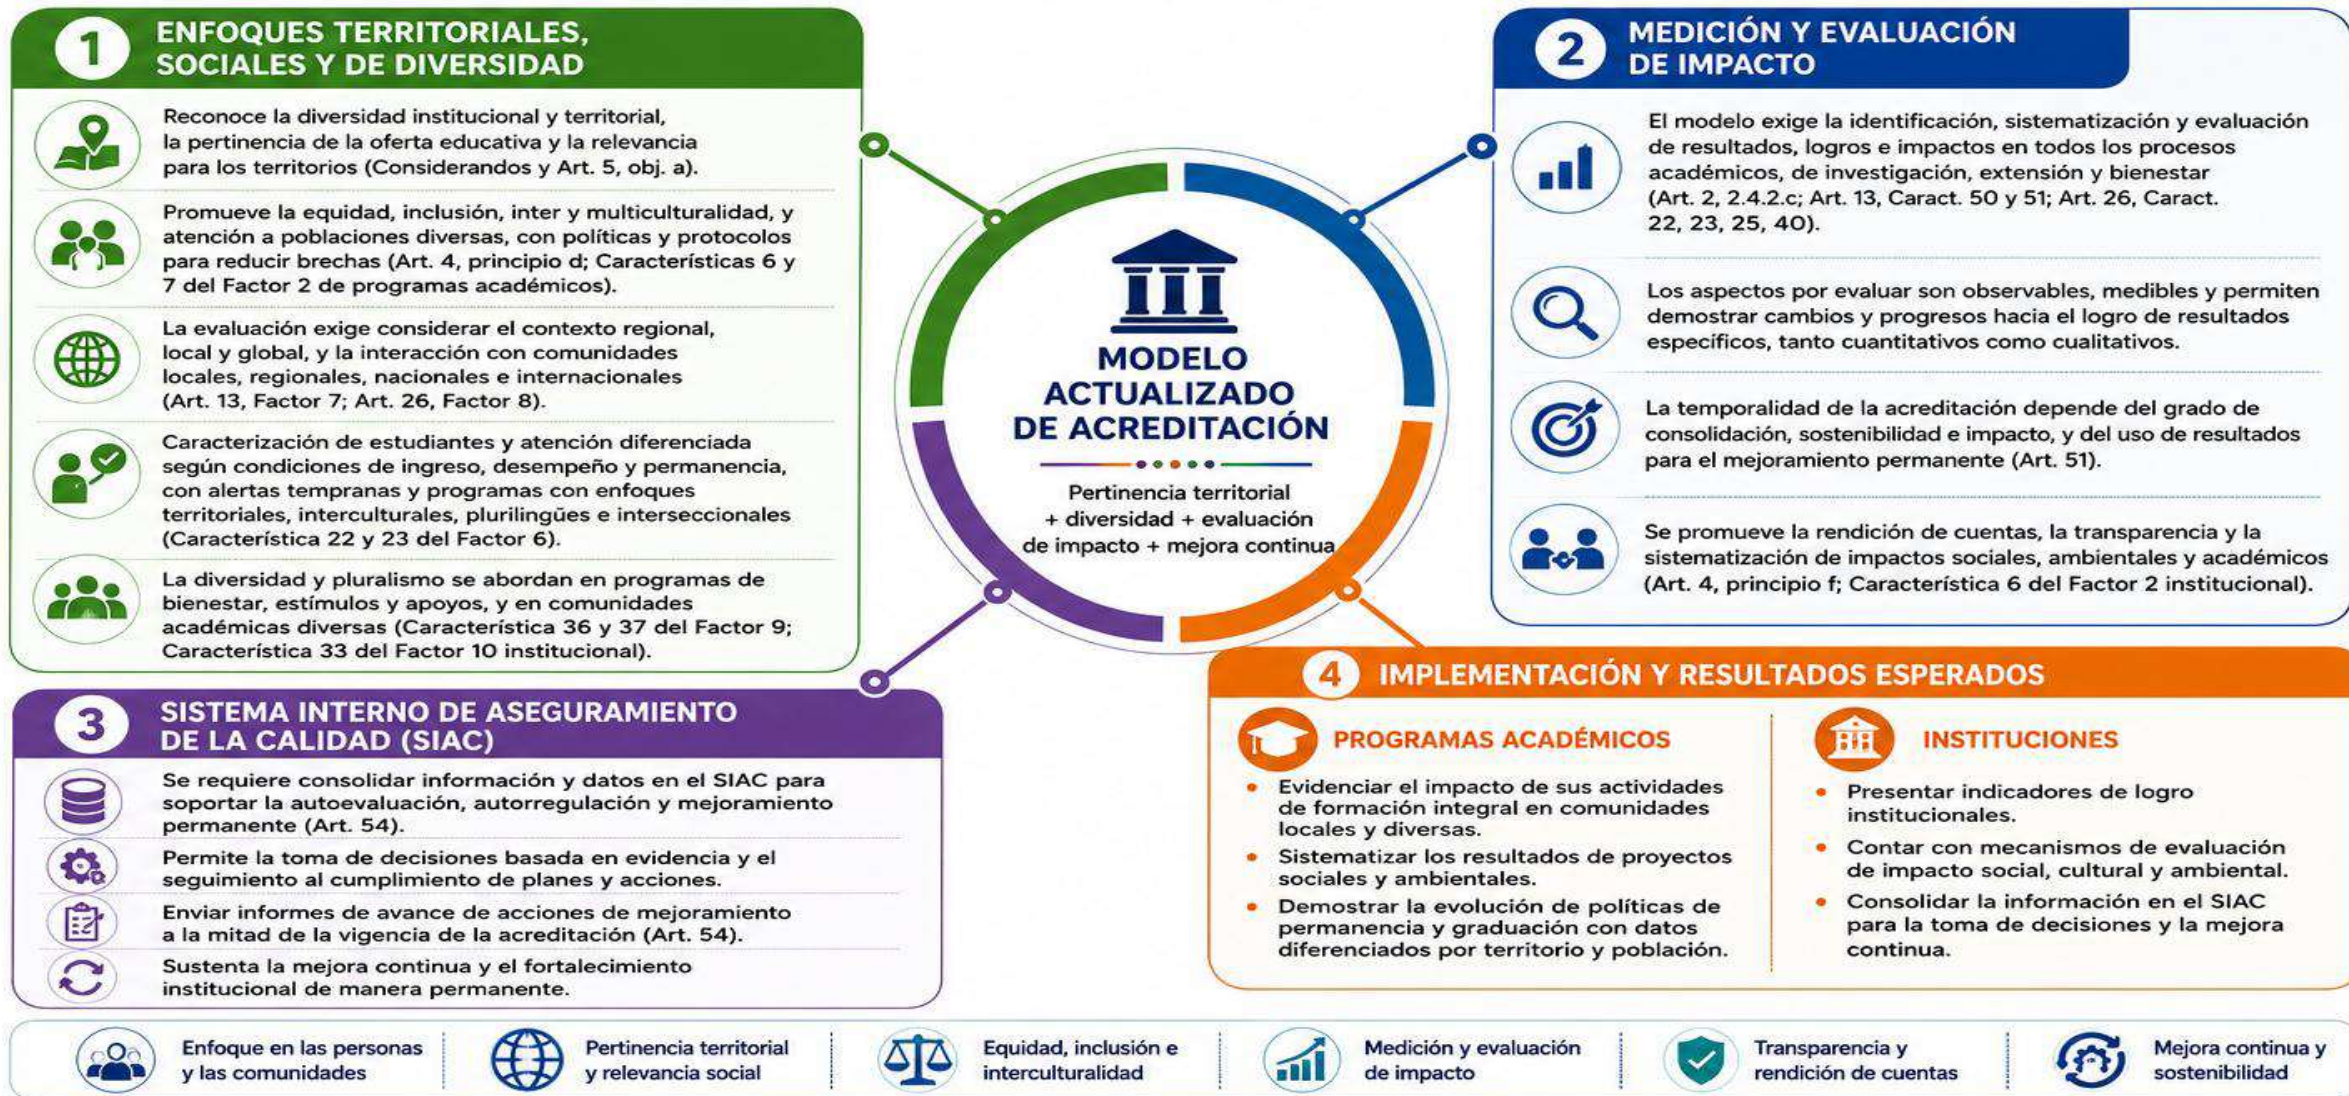 1
ENFOQUES TERRITORIALES,
SOCIALES Y DE DIVERSIDAD
Reconoce la diversidad institucional y territorial,
la pertinencia de la oferta educativa y la relevancia
para los territorios (Considerandos y Art. 5, obj. a).
Promueve la equidad, inclusión, inter y multiculturalidad, y
atención a poblaciones diversas, con políticas y protocolos
para reducir brechas (Art. 4, principio d; Características 6 y
7 del Factor 2 de programas académicos).
La evaluación exige considerar el contexto regional,
local y global, y la interacción con comunidades
locales, regionales, nacionales e internacionales
(Art. 13, Factor 7; Art. 26, Factor 8).
Caracterización de estudiantes y atención diferenciada
según condiciones de ingreso, desempeño y permanencia,
con alertas tempranas y programas con enfoques
territoriales, interculturales, plurilingües e interseccionales
(Característica 22 y 23 del Factor 6).
La diversidad y pluralismo se abordan en programas de
bienestar, estímulos y apoyos, y en comunidades
académicas diversas (Característica 36 y 37 del Factor 9;
Característica 33 del Factor 10 institucional).
MODELO
ACTUALIZADO
DE ACREDITACIÓN
Pertinencia territorial
+ diversidad + evaluación
de impacto + mejora continua
2
MEDICIÓN Y EVALUACIÓN
DE IMPACTO
El modelo exige la identificación, sistematización y evaluación
de resultados, logros e impactos en todos los procesos
académicos, de investigación, extensión y bienestar
(Art. 2, 2.4.2.c; Art. 13, Caract. 50 y 51; Art. 26, Caract.
22, 23, 25, 40).
Los aspectos por evaluar son observables, medibles y permiten
demostrar cambios y progresos hacia el logro de resultados
específicos, tanto cuantitativos como cualitativos.
La temporalidad de la acreditación depende del grado de
consolidación, sostenibilidad e impacto, y del uso de resultados
para el mejoramiento permanente (Art. 51).
Se promueve la rendición de cuentas, la transparencia y la
sistematización de impactos sociales, ambientales y académicos
(Art. 4, principio f; Característica 6 del Factor 2 institucional).
3
SISTEMA INTERNO DE ASEGURAMIENTO
DE LA CALIDAD (SIAC)
Se requiere consolidar información y datos en el SIAC para
soportar la autoevaluación, autorregulación y mejoramiento
permanente (Art. 54).
Permite la toma de decisiones basada en evidencia y el
seguimiento al cumplimiento de planes y acciones.
Enviar informes de avance de acciones de mejoramiento
a la mitad de la vigencia de la acreditación (Art. 54).
Sustenta la mejora continua y el fortalecimiento
institucional de manera permanente.
4
IMPLEMENTACIÓN Y RESULTADOS ESPERADOS
PROGRAMAS ACADÉMICOS
• Evidenciar el impacto de sus actividades
de formación integral en comunidades
locales y diversas.
• Sistematizar los resultados de proyectos
sociales y ambientales.
• Demostrar la evolución de políticas de
permanencia y graduación con datos
diferenciados por territorio y población.
INSTITUCIONES
• Presentar indicadores de logro
institucionales.
• Contar con mecanismos de evaluación
de impacto social, cultural y ambiental.
• Consolidar la información en el SIAC
para la toma de decisiones y la mejora
continua.
Enfoque en las personas
y las comunidades
Pertinencia territorial
y relevancia social
Equidad, inclusión e
interculturalidad
Medición y evaluación
de impacto
Transparencia y
rendición de cuentas
Mejora continua y
sostenibilidad